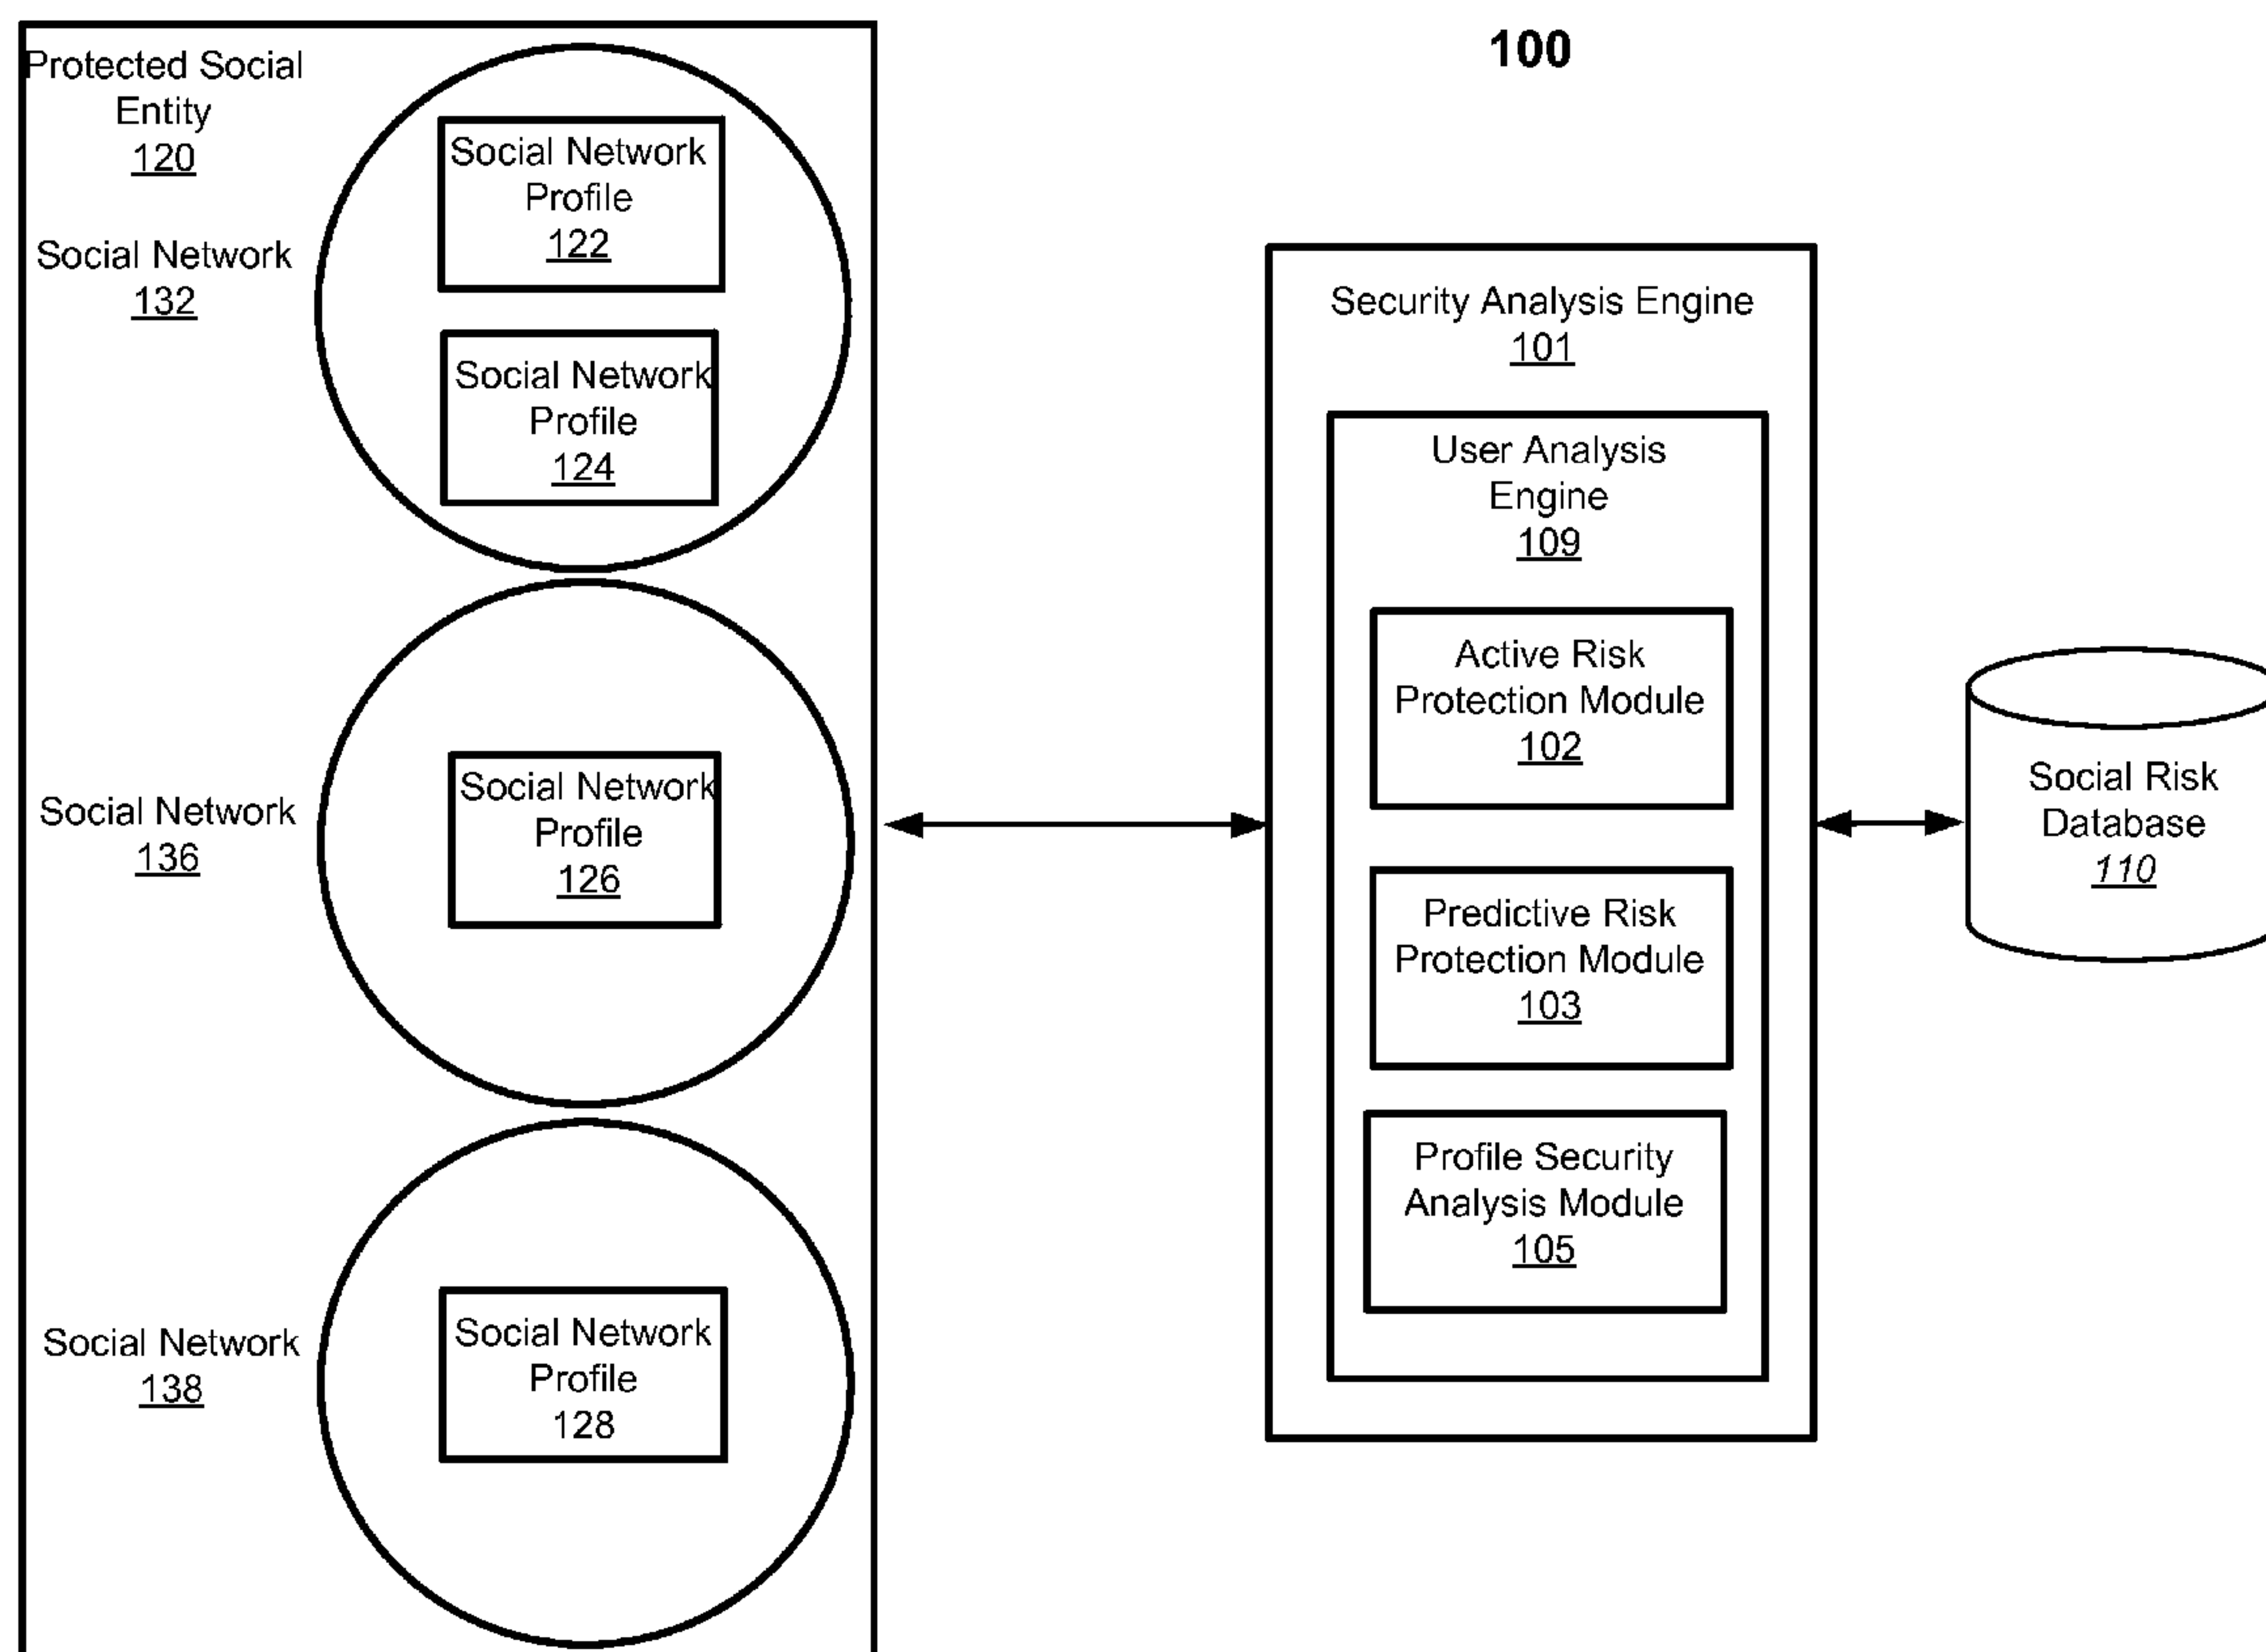 100
Protected Social
Entity
120
Social Network
132
Social Network
Profile
122
Social Network
Profile
124
Social Network
136
Social Network
Profile
126
Social Network
138
Social Network
Profile
128
Security Analysis Engine
101
User Analysis
Engine
109
Active Risk
Protection Module
102
Predictive Risk
Protection Module
103
Profile Security
Analysis Module
105
Social Risk
Database
110